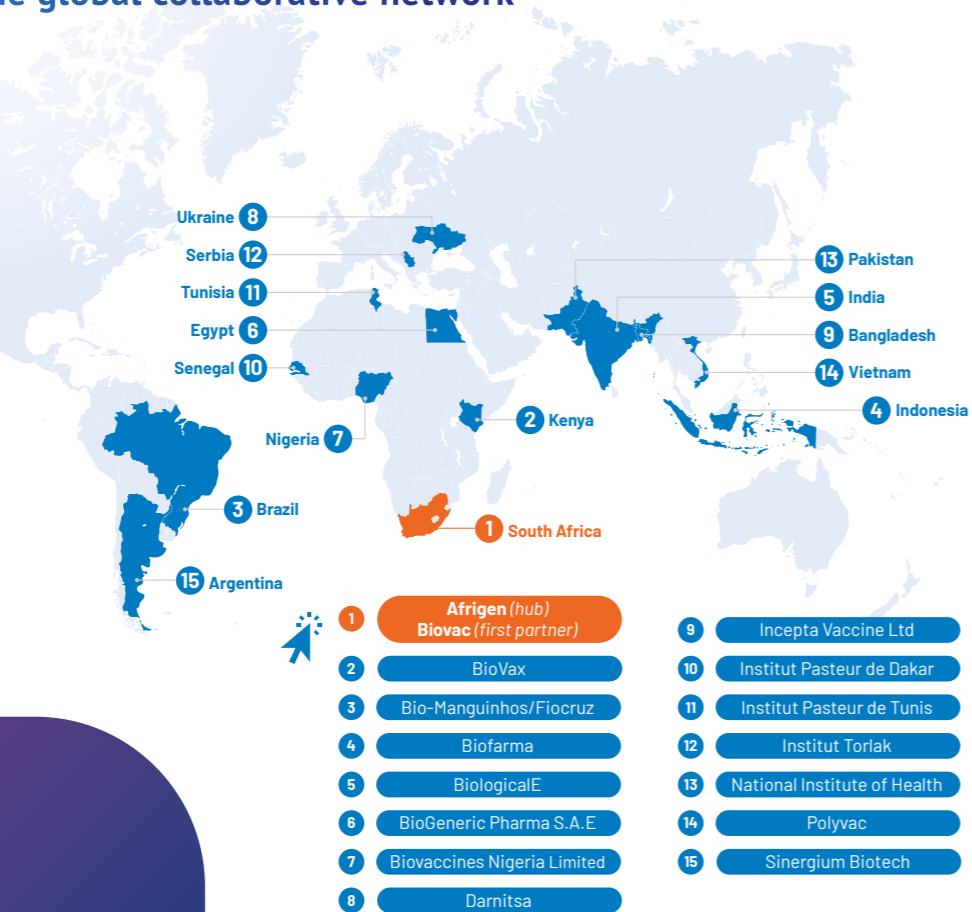 global collaborative network
Ukraine 8
Serbia 12
Tunisia 11
Egypt 6
Senegal 10
Nigeria 7
2 Kenya
13 Pakistan
5 India
9 Bangladesh
14 Vietnam
4 Indonesia
3 Brazil
1 South Africa
15 Argentina
1 Afrigen (hub)
Biovac (first partner)
2 BioVax
3 Bio-Manguinhos/Fiocruz
4 Biofarma
5 BiologicalE
6 BioGeneric Pharma S.A.E
7 Biovaccines Nigeria Limited
8 Darnitsa
9 Incepta Vaccine Ltd
10 Institut Pasteur de Dakar
11 Institut Pasteur de Tunis
12 Institut Torlak
13 National Institute of Health
14 Polyvac
15 Sinergium Biotech